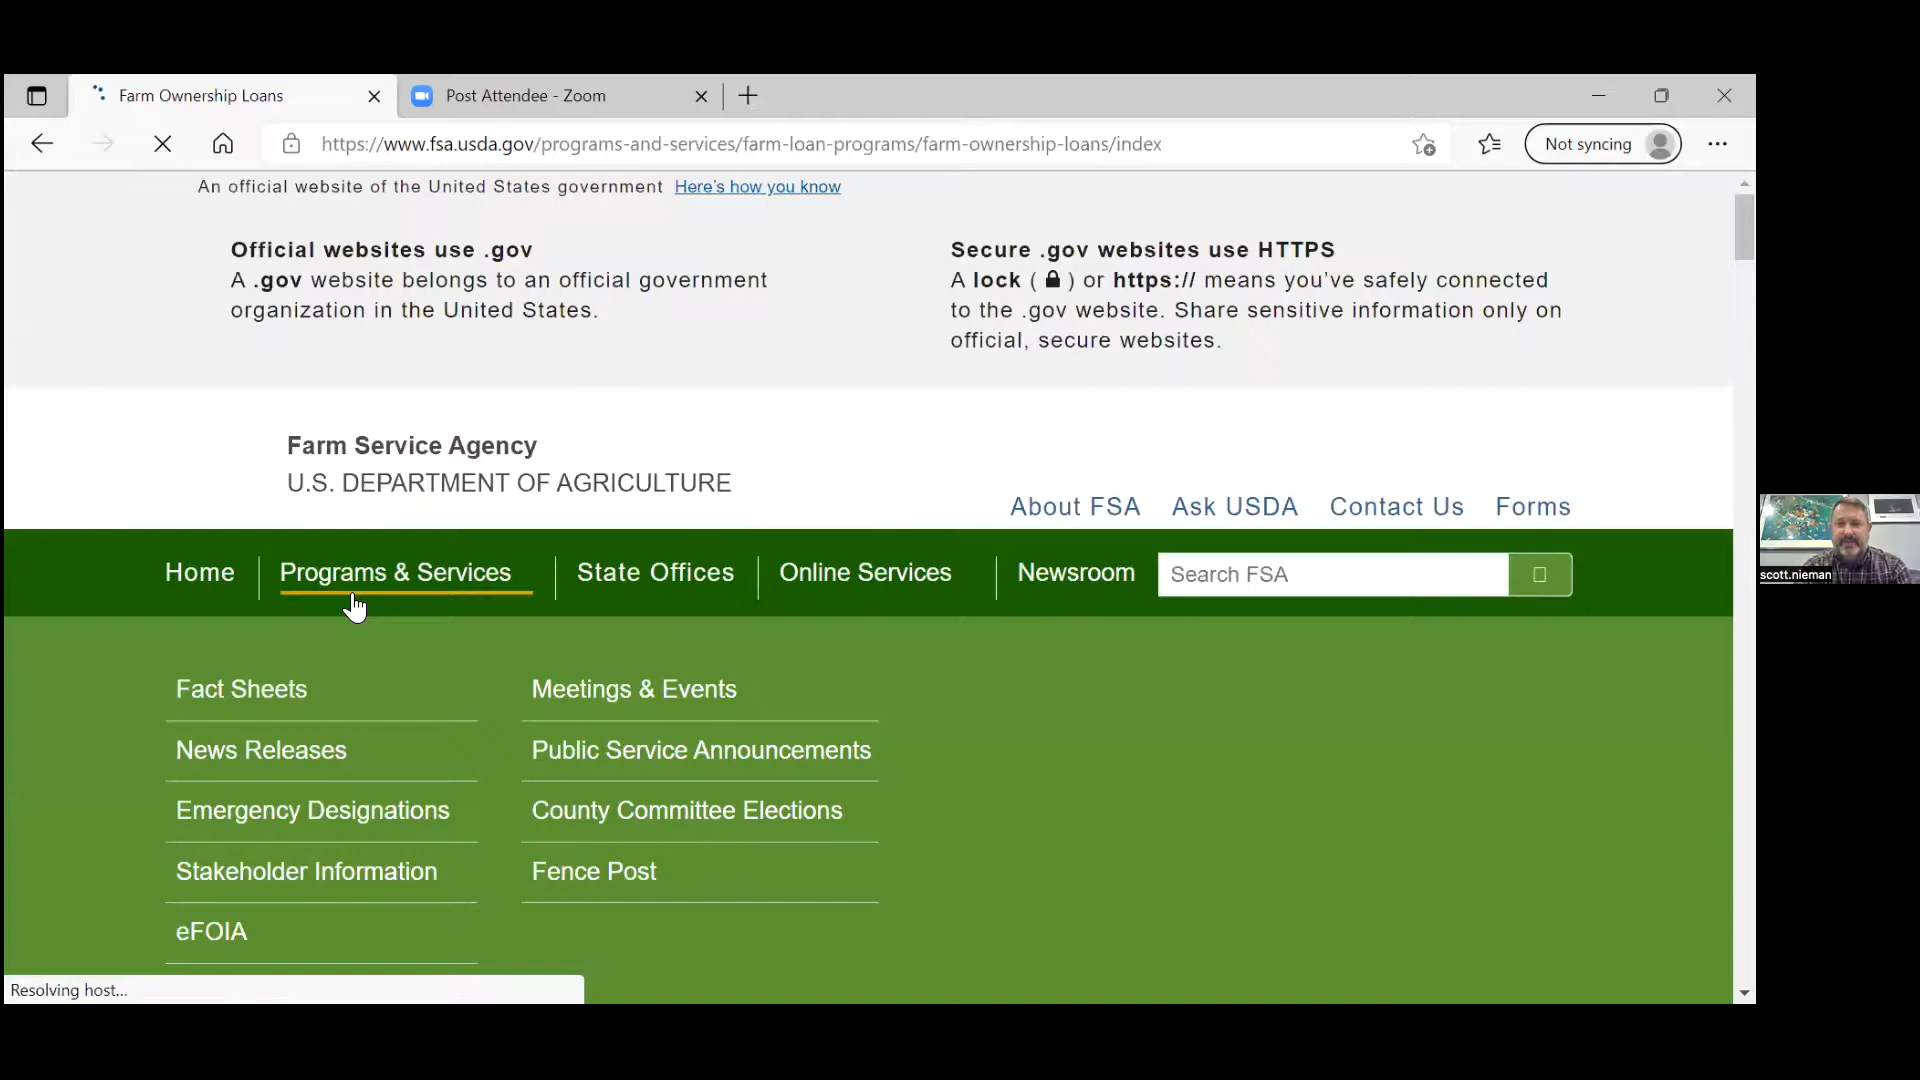 Farm Ownership Loans
Post Attendee - Zoom
https://www.fsa.usda.gov/programs-and-services/farm-loan-programs/farm-ownership-loans/index
Not syncing
An official website of the United States government Here's how you know
Official websites use .gov
A .gov website belongs to an official government
organization in the United States.
Secure .gov websites use HTTPS
A lock ( ) or https:// means you've safely connected
to the .gov website. Share sensitive information only on
official, secure websites.
Farm Service Agency
U.S. DEPARTMENT OF AGRICULTURE
About FSA Ask USDA Contact Us Forms
Home Programs & Services State Offices Online Services Newsroom Search FSA
scott.nieman
Fact Sheets
News Releases
Emergency Designations
Stakeholder Information
eFOIA
Meetings & Events
Public Service Announcements
County Committee Elections
Fence Post
Resolving host...